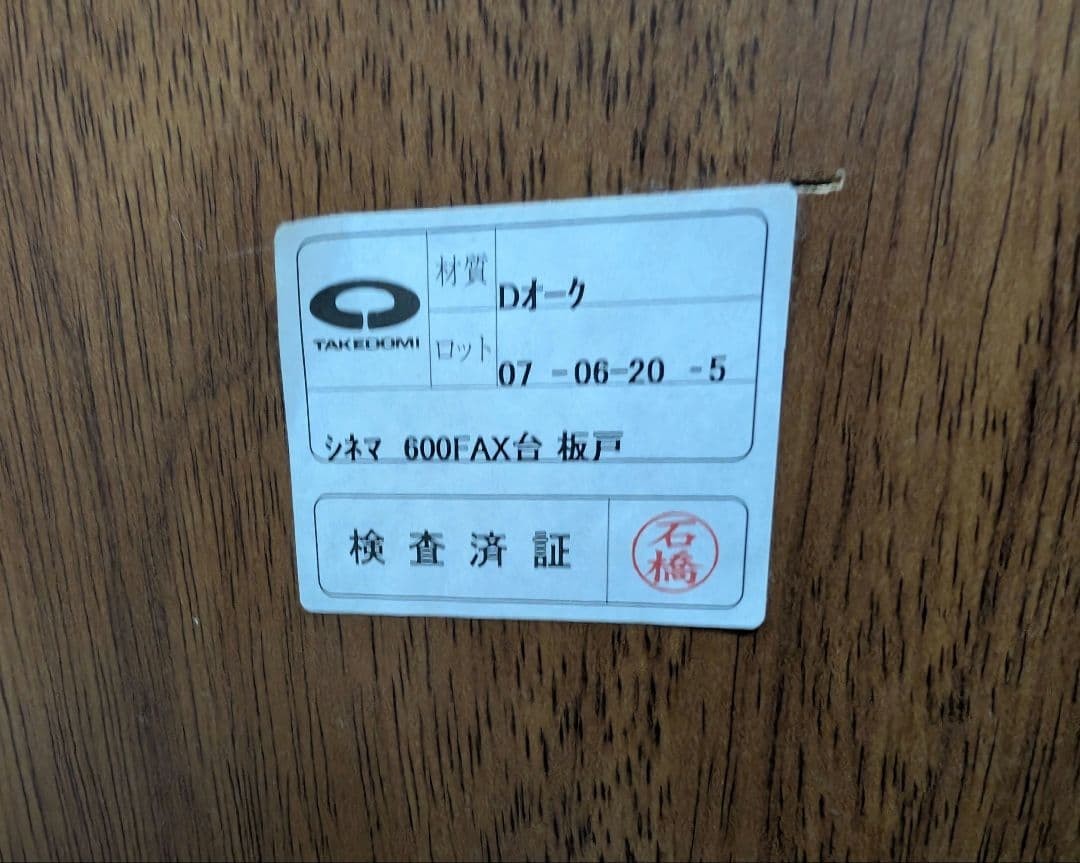 TAKEDOMI
材質
Dオーク
ロット
07 -06-20 -5
シネマ 600FAX台 板戸
検査済証
石橋